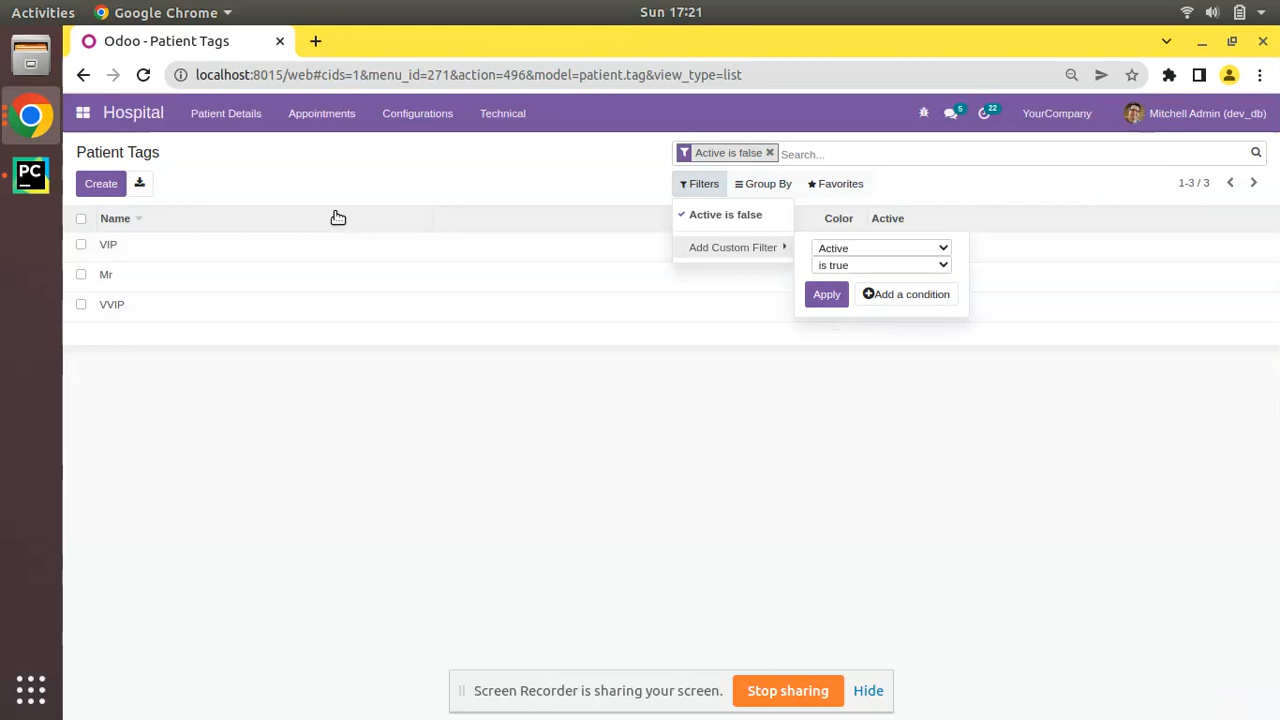 Activities Google Chrome Sun 17:21
Odoo - Patient Tags
localhost:8015/web#cids=1&menu_id=271&action=496&model=patient.tag&view_type=list
Hospital Patient Details Appointments Configurations Technical 5 22 YourCompany Mitchell Admin (dev_db)
Patient Tags Active is false Search...
Create Filters Group By Favorites 1-3 / 3
Name Active is false Color Active
VIP Add Custom Filter Active
is true
Mr
Apply Add a condition
VVIP
PC
Screen Recorder is sharing your screen. Stop sharing Hide